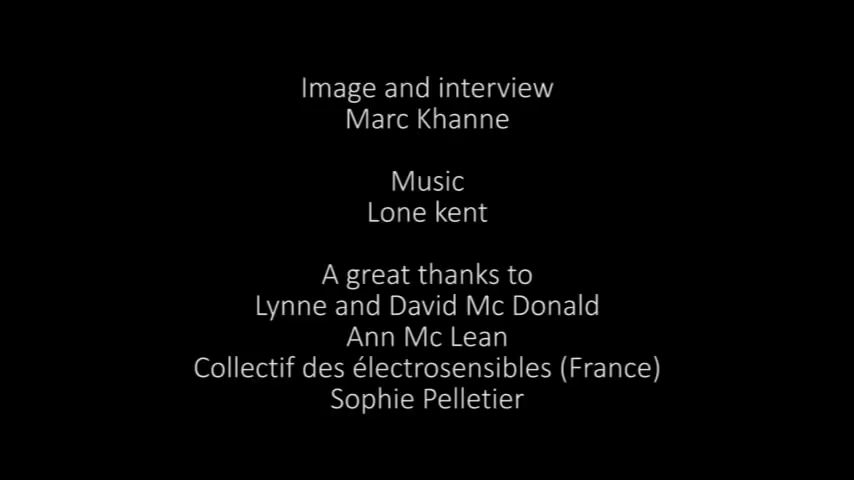 Image and interview
Marc Khanne
Music
Lone kent
A great thanks to
Lynne and David Mc Donald
Ann Mc Lean
Collectif des électrosensibles (France)
Sophie Pelletier